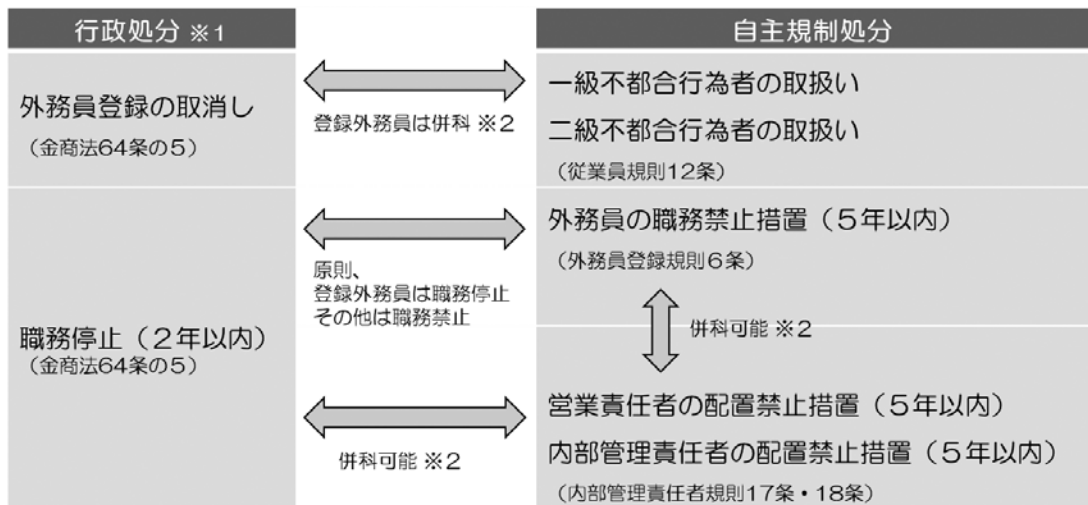 行政処分 ※1
自主規制処分
外務員登録の取消し
（金商法64条の5）
登録外務員は併科 ※2
一級不都合行為者の取扱い
二級不都合行為者の取扱い
（従業員規則12条）
職務停止（２年以内）
（金商法64条の5）
原則、
登録外務員は職務停止
その他は職務禁止
外務員の職務禁止措置（５年以内）
（外務員登録規則6条）
併科可能 ※2
併科可能 ※2
営業責任者の配置禁止措置（５年以内）
内部管理責任者の配置禁止措置（５年以内）
（内部管理責任者規則17条・18条）